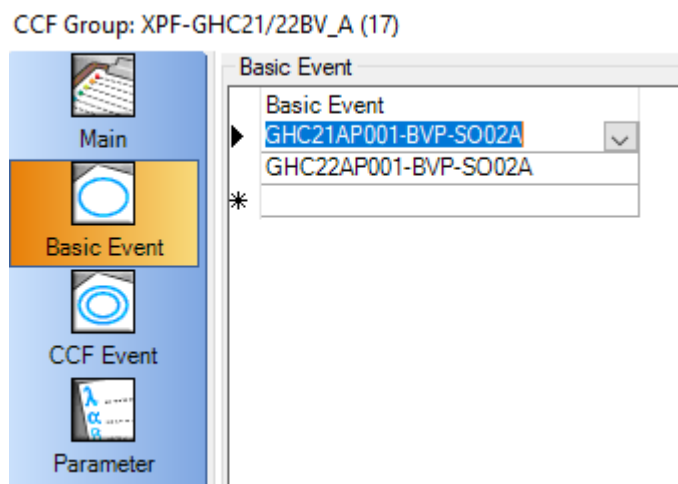 CCF Group: XPF-GHC21/22BV_A (17)
Main
Basic Event
CCF Event
Parameter
Basic Event
Basic Event
GHC21AP001-BVP-SO02A
GHC22AP001-BVP-SO02A